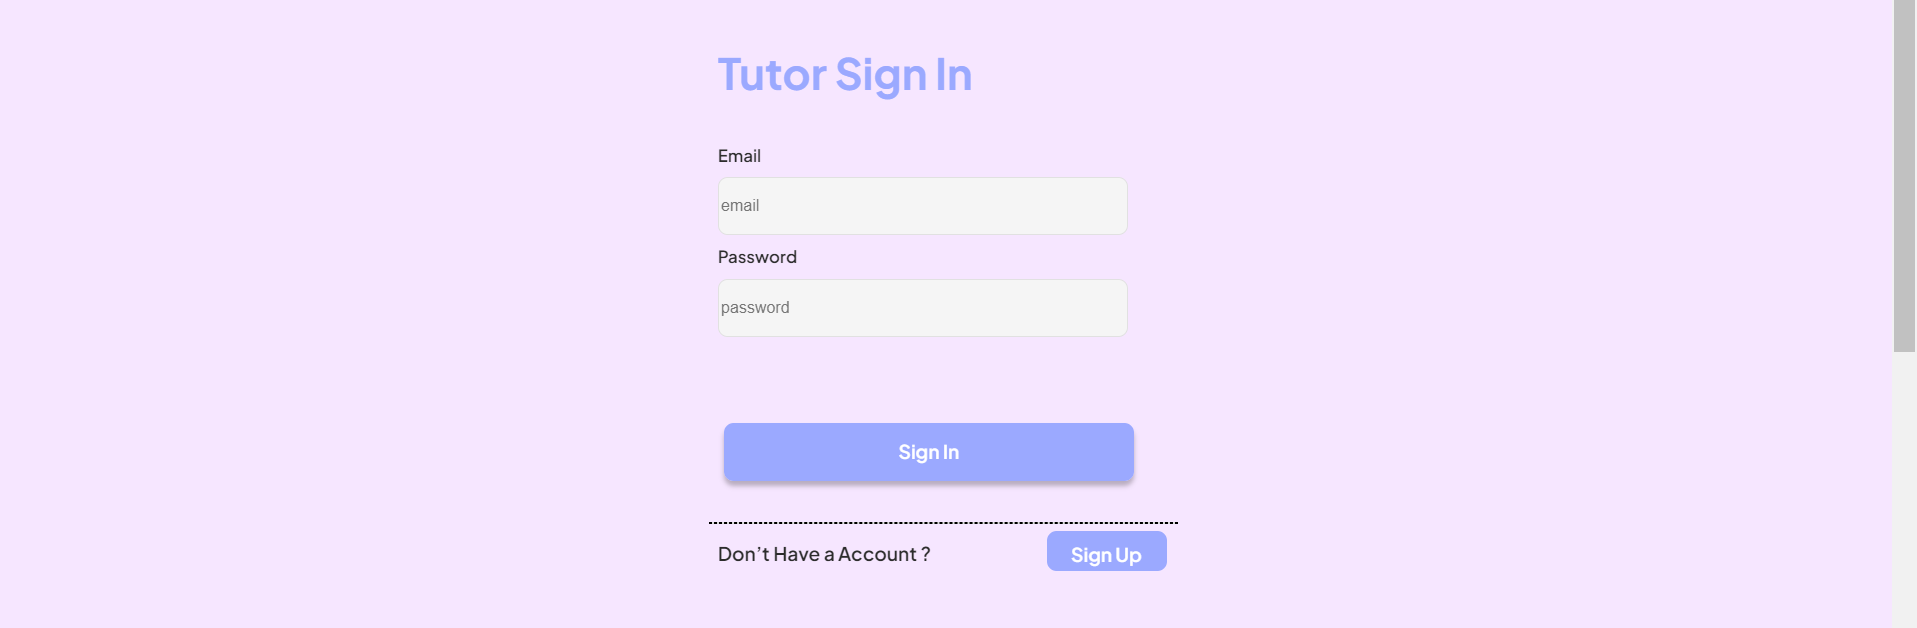 Tutor Sign In
Email
email
Password
password
Sign In
Don’t Have a Account ?
Sign Up